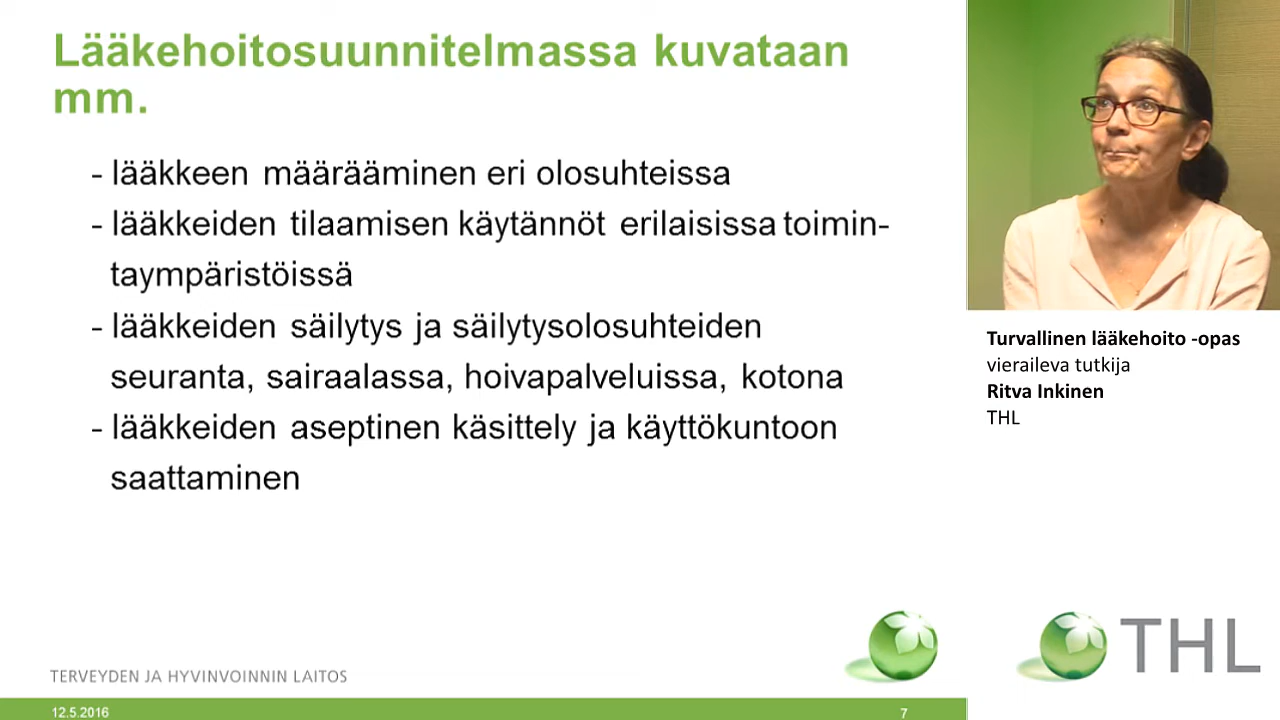 Lääkehoitosuunnitelmassa kuvataan
mm.
- lääkkeen määrääminen eri olosuhteissa
- lääkkeiden tilaamisen käytännöt erilaisissa toimin-
taympäristöissä
- lääkkeiden säilytys ja säilytysolosuhteiden
seuranta, sairaalassa, hoivapalveluissa, kotona
- lääkkeiden aseptinen käsittely ja käyttökuntoon
saattaminen
TERVEYDEN JA HYVINVOINNIN LAITOS
12.5.2016
7
Turvallinen lääkehoito -opas
vieraileva tutkija
Ritva Inkinen
THL
THL